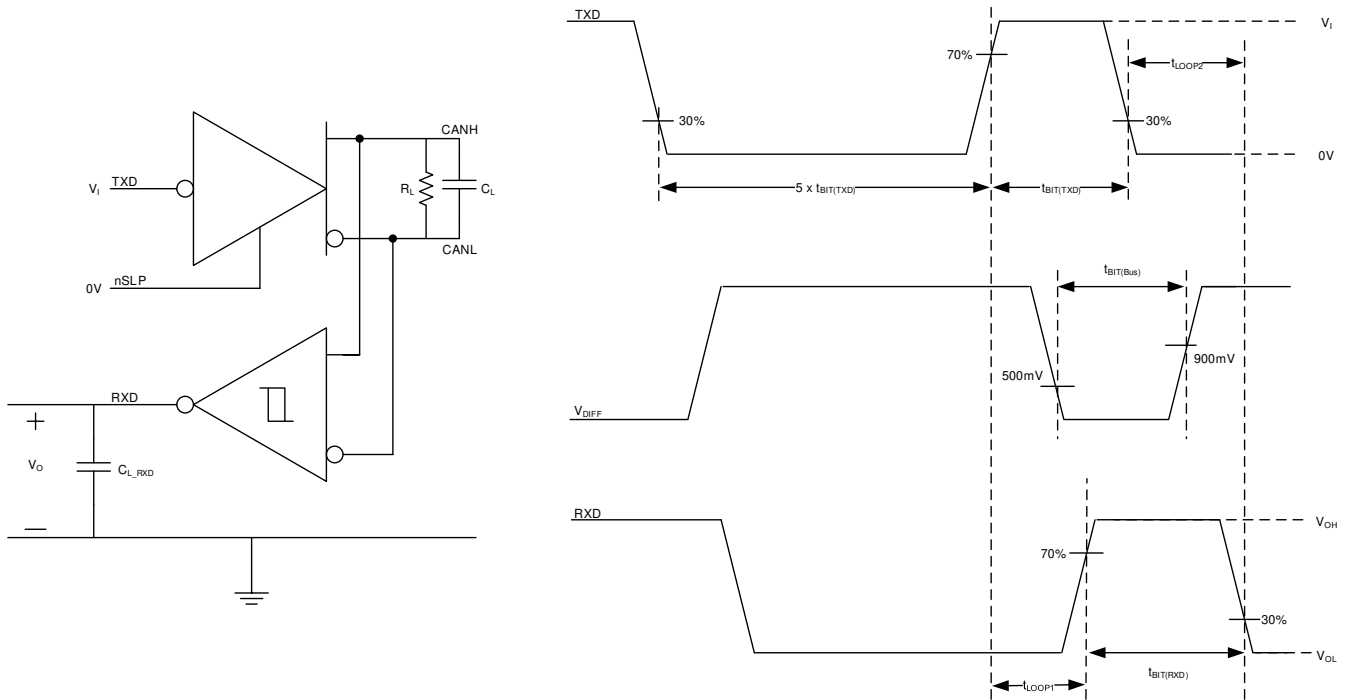 TXD
V_I
70%
t_LOOP2
30%
30%
0V
5 x t_BIT(TXD)
t_BIT(TXD)
CANH
V_I
TXD
R_L
C_L
CANL
0V
nSLP
t_BIT(Bus)
500mV
900mV
V_DIFF
RXD
+
V_O
C_L_RXD
—
RXD
V_OH
70%
30%
V_OL
t_BIT(RXD)
t_LOOP1